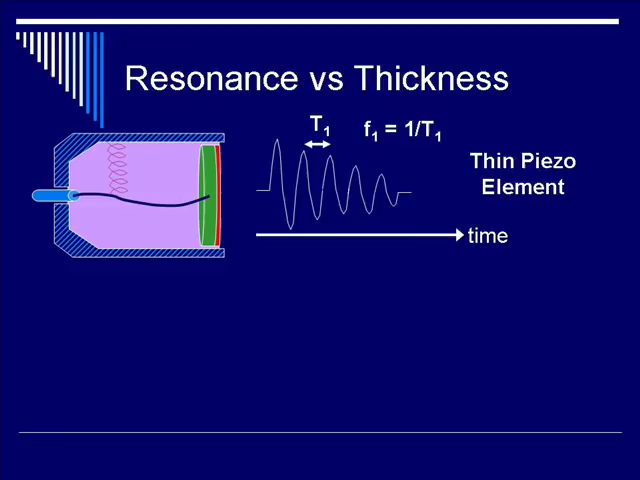 Resonance vs Thickness
T₁
f₁ = 1/T₁
Thin Piezo
Element
time